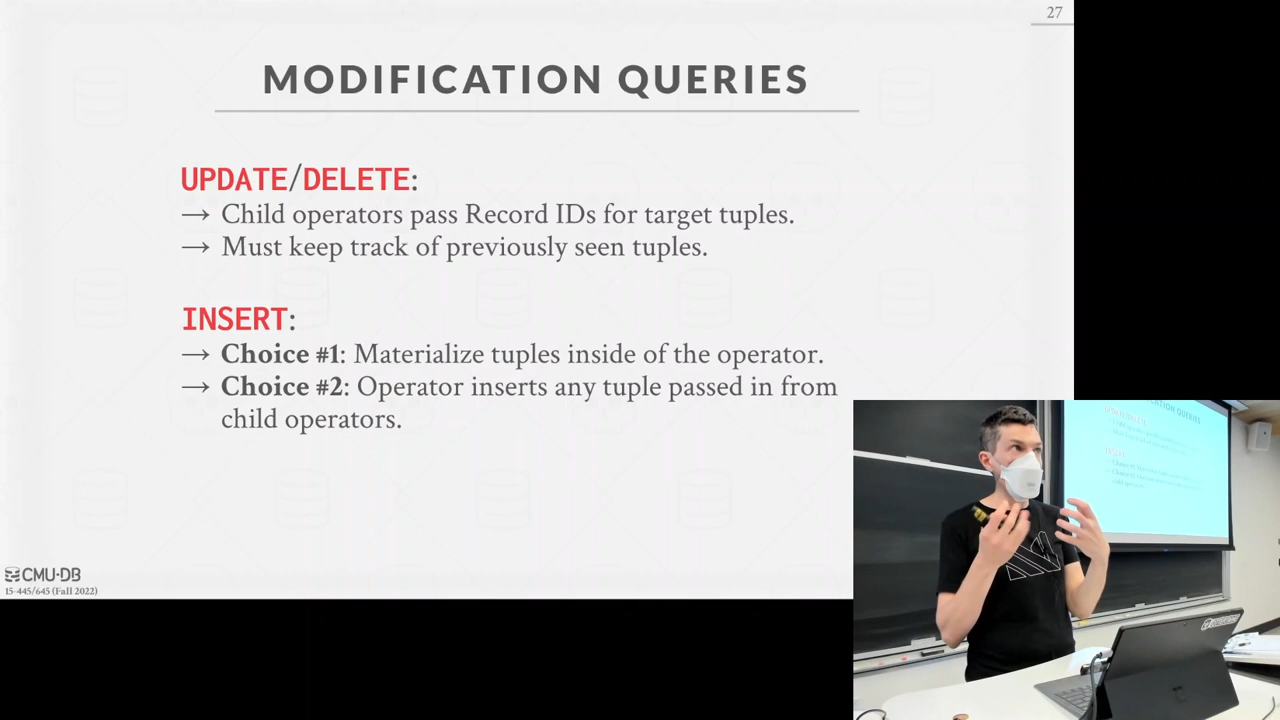 27
MODIFICATION QUERIES
UPDATE/DELETE:
→ Child operators pass Record IDs for target tuples.
→ Must keep track of previously seen tuples.
INSERT:
→ Choice #1: Materialize tuples inside of the operator.
→ Choice #2: Operator inserts any tuple passed in from
child operators.
CMU·DB
15-445/645 (Fall 2022)